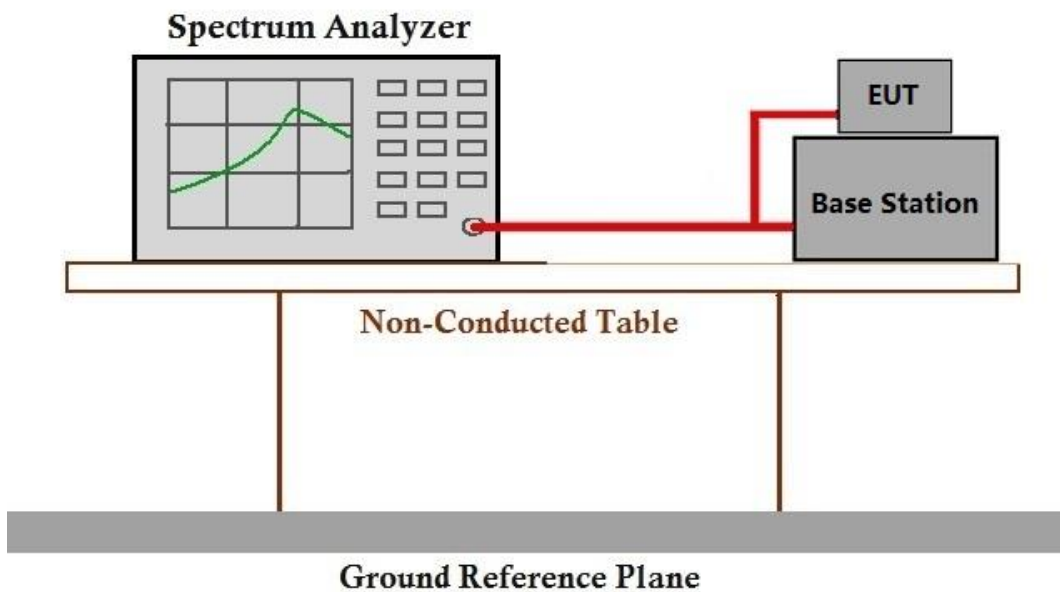 Spectrum Analyzer
EUT
Base Station
Non-Conducted Table
Ground Reference Plane